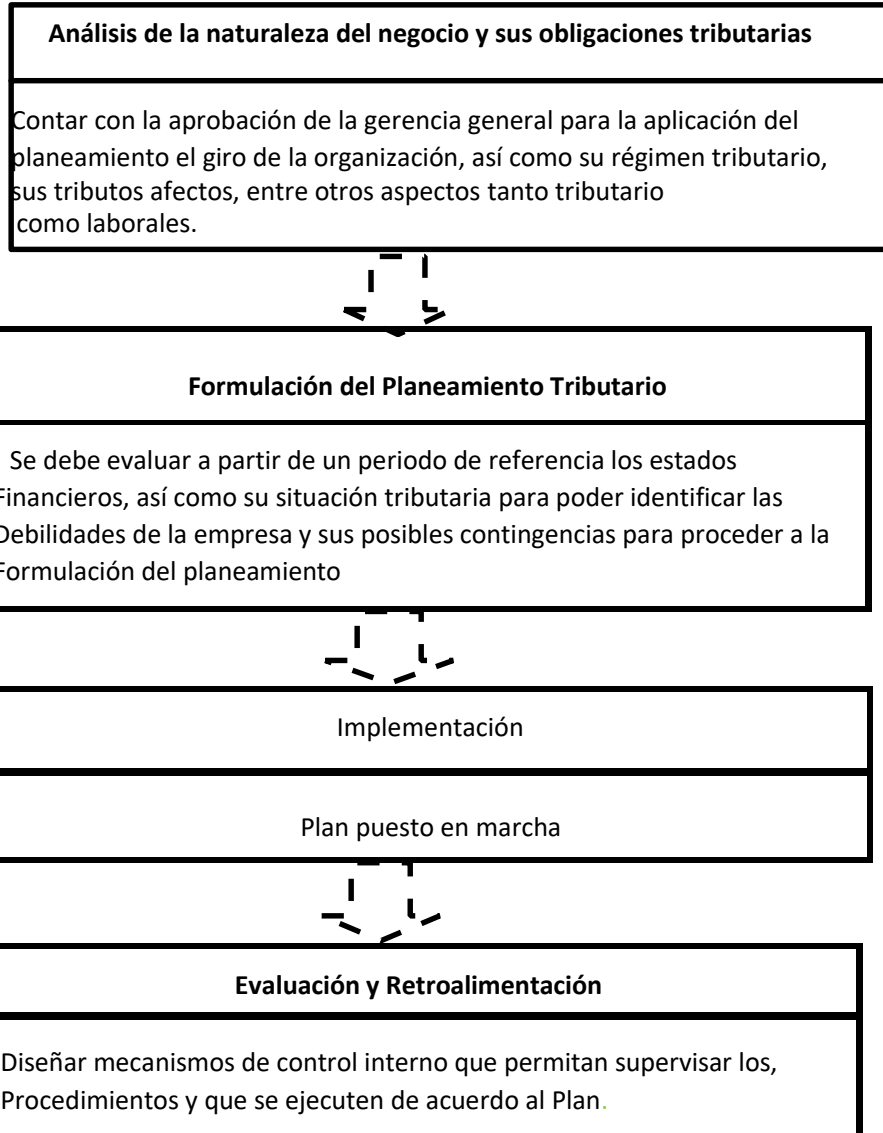 Análisis de la naturaleza del negocio y sus obligaciones tributarias
Contar con la aprobación de la gerencia general para la aplicación del
planeamiento el giro de la organización, así como su régimen tributario,
sus tributos afectos, entre otros aspectos tanto tributario
como laborales.
Formulación del Planeamiento Tributario
Se debe evaluar a partir de un periodo de referencia los estados
Financieros, así como su situación tributaria para poder identificar las
Debilidades de la empresa y sus posibles contingencias para proceder a la
Formulación del planeamiento
Implementación
Plan puesto en marcha
Evaluación y Retroalimentación
Diseñar mecanismos de control interno que permitan supervisar los,
Procedimientos y que se ejecuten de acuerdo al Plan.